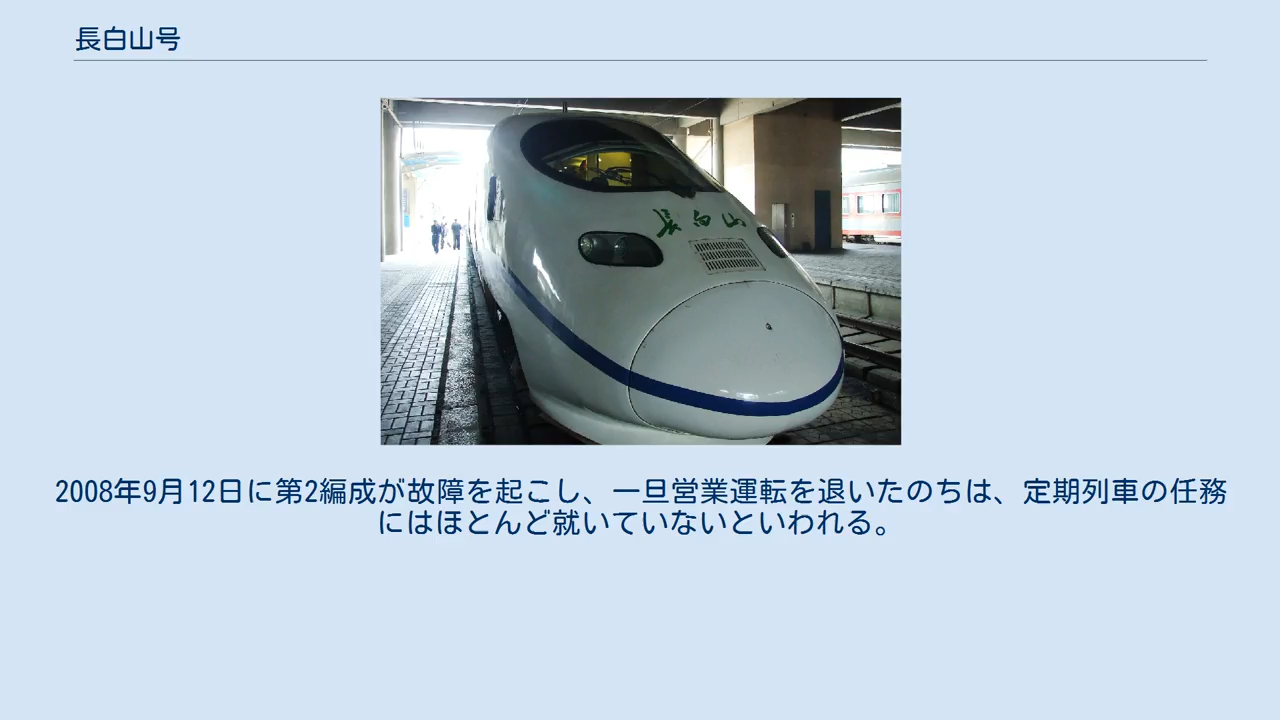 長白山号
長白山
2008年9月12日に第2編成が故障を起こし、一旦営業運転を退いたのちは、定期列車の任務
にはほとんど就いていないといわれる。